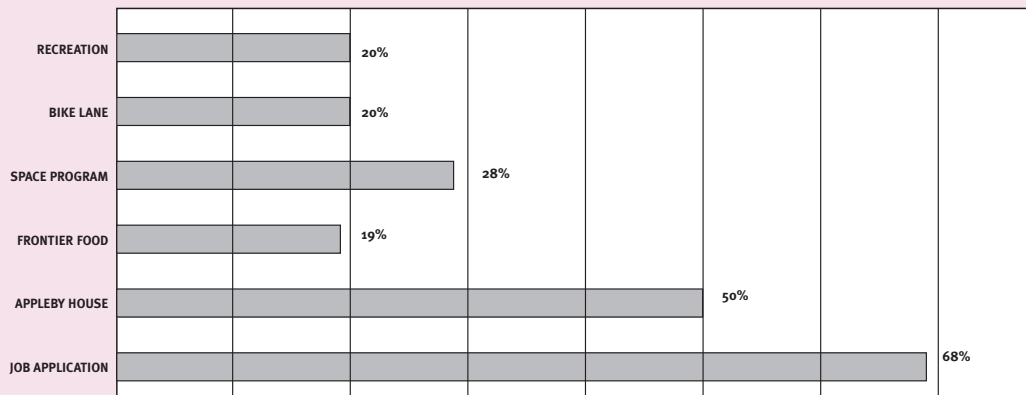 RECREATION 20%
BIKE LANE 20%
SPACE PROGRAM 28%
FRONTIER FOOD 19%
APPLEBY HOUSE 50%
JOB APPLICATION 68%